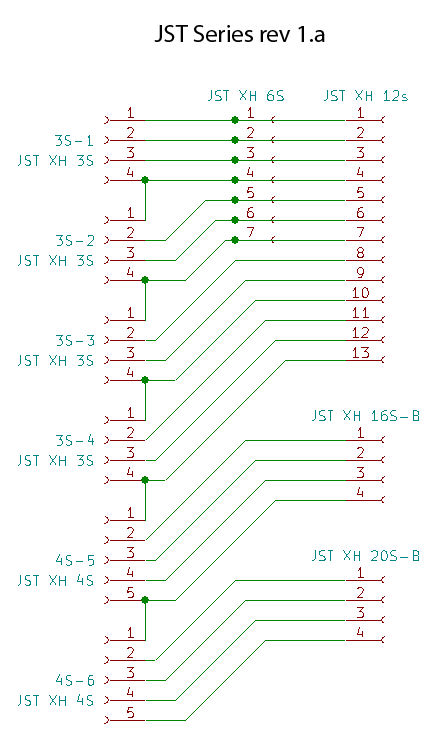 JST Series rev 1.a
JST XH 6S JST XH 12s
1 1 1
3S-1 2 2 2
JST XH 3S 3 3 3
4 4 4
5 5
1 6 6
3S-2 2 7 7
JST XH 3S 3 8
4 9
10
1 11
3S-3 2 12
JST XH 3S 3 13
4
JST XH 16S-B
1
3S-4 2 1
JST XH 3S 3 2
4 3
4
1
2
4S-5 3
JST XH 20S-B
JST XH 4S 4 1
5 2
3
1 4
2
4S-6 3
JST XH 4S 4
5